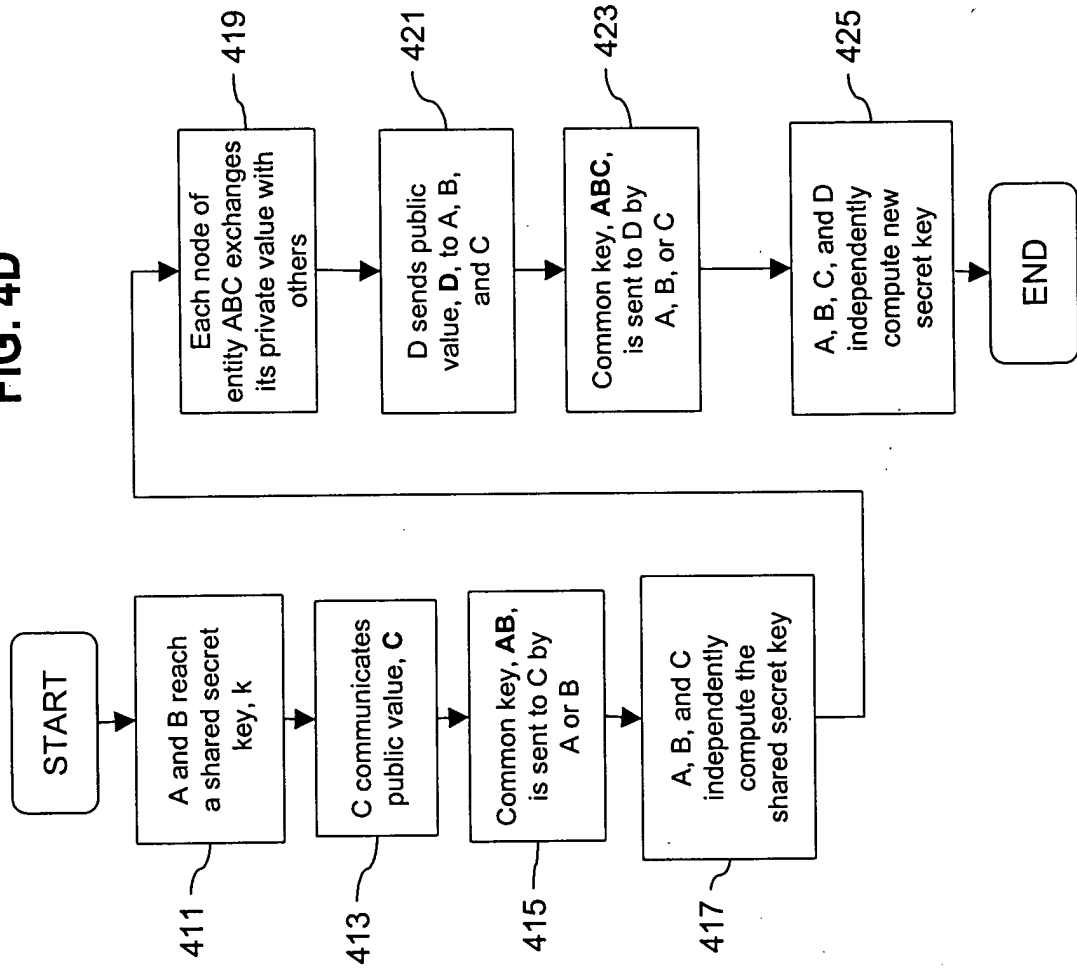 FIG. 4D
START
A and B reach
a shared secret
key, k
411
C communicates
public value, C
413
Common key, AB,
is sent to C by
A or B
415
A, B, and C
independently
compute the
shared secret key
417
Each node of
entity ABC exchanges
its private value with
others
419
D sends public
value, D, to A, B,
and C
421
Common key, ABC,
is sent to D by
A, B, or C
423
A, B, C, and D
independently
compute new
secret key
425
END